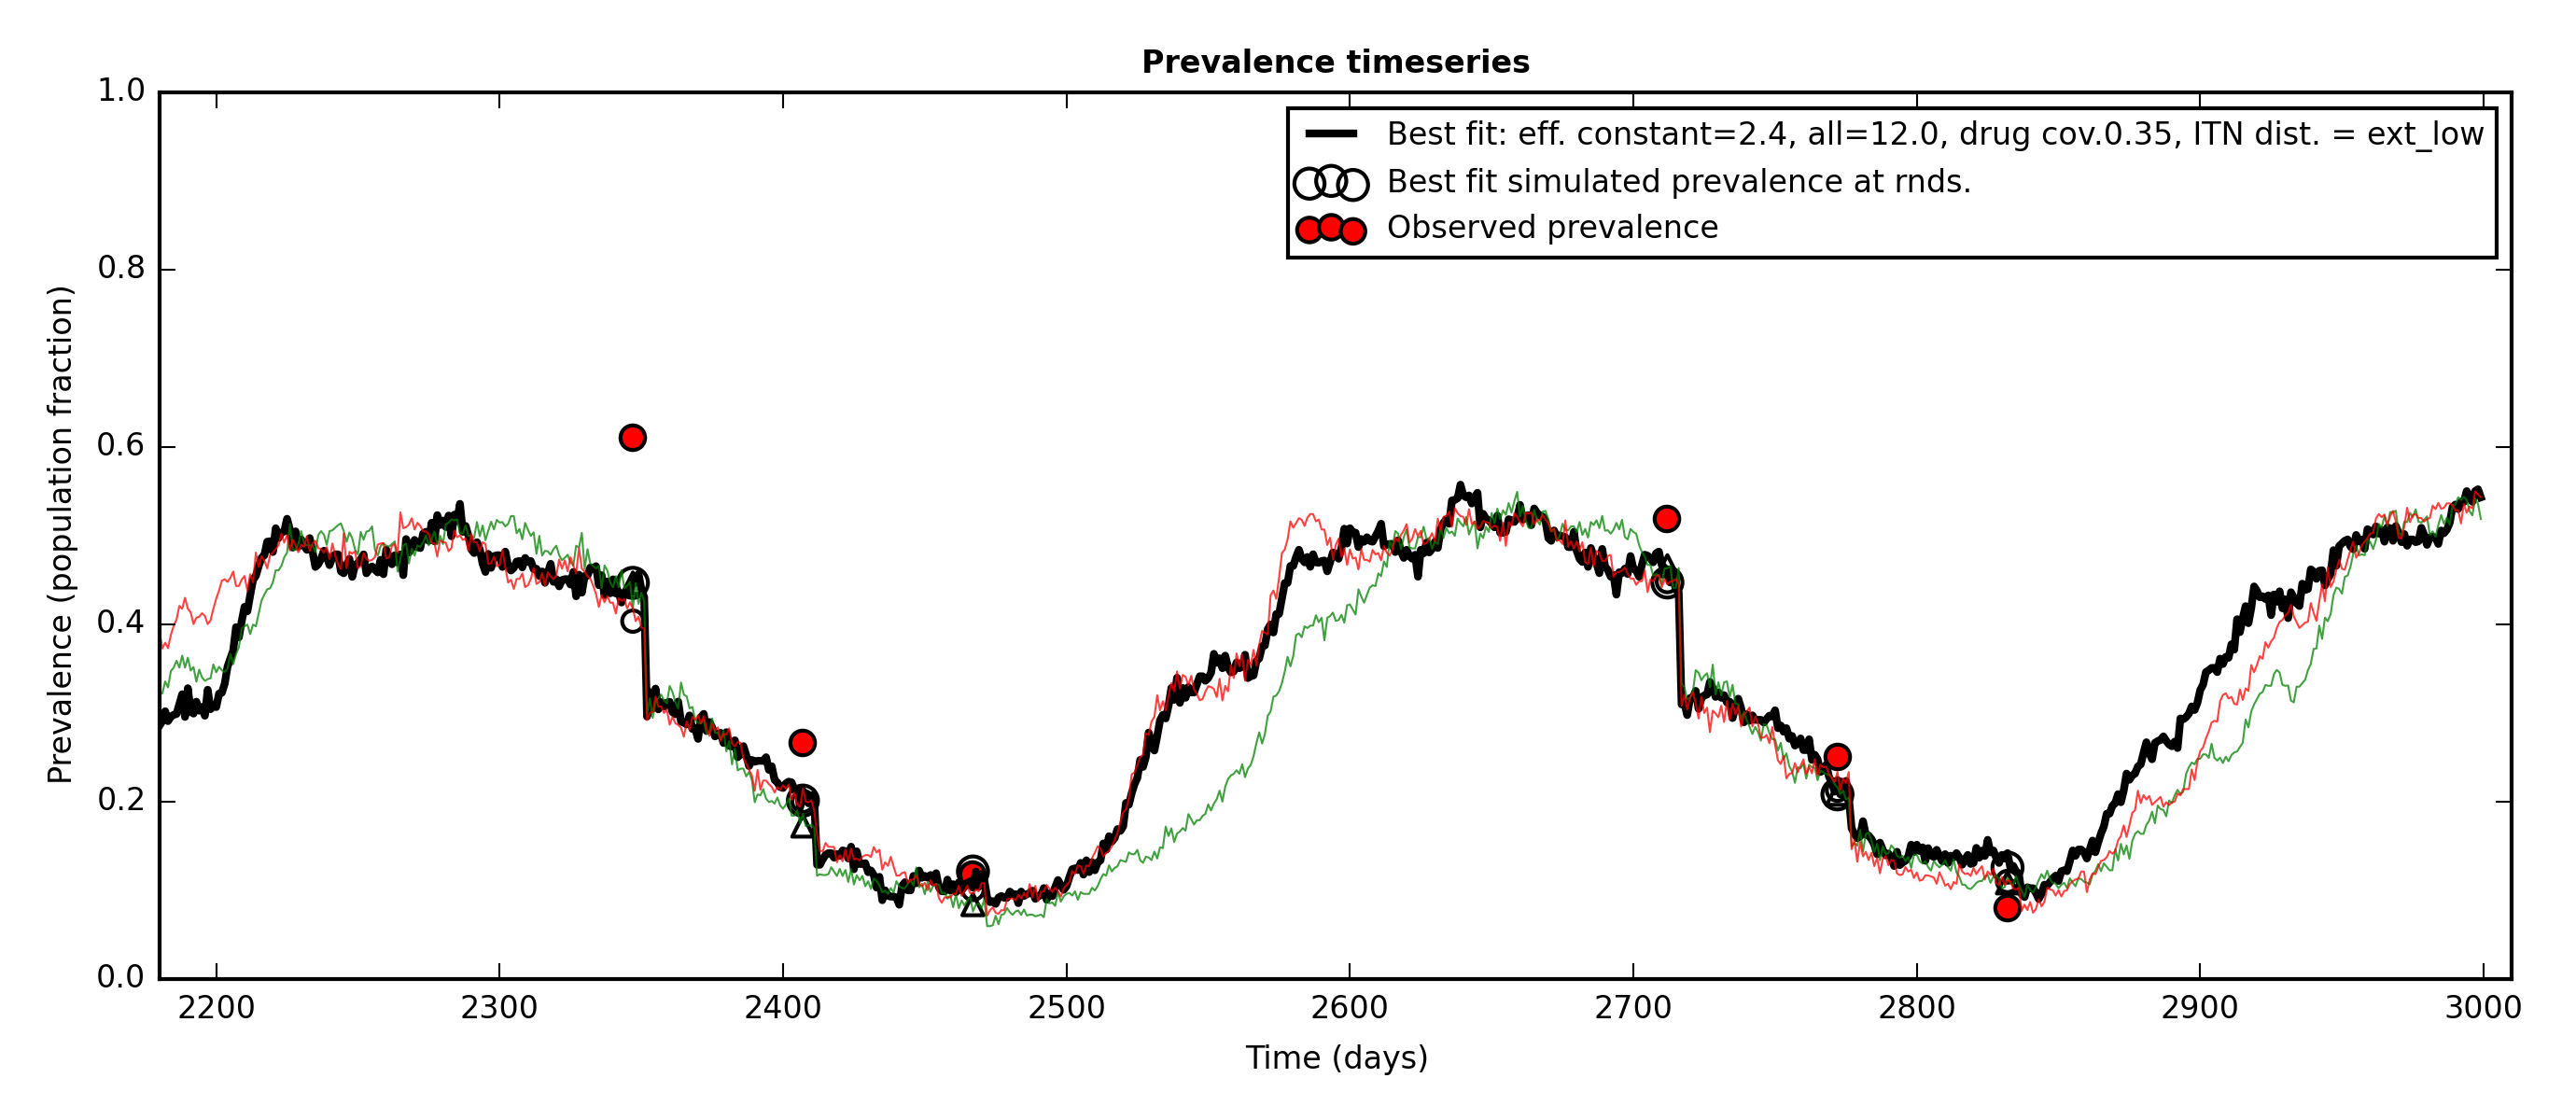 Prevalence timeseries
1.0
0.8
0.6
0.4
0.2
0.0
Prevalence (population fraction)
Best fit: eff. constant=2.4, all=12.0, drug cov.0.35, ITN dist. = ext_low
Best fit simulated prevalence at rnds.
Observed prevalence
2200 2300 2400 2500 2600 2700 2800 2900 3000
Time (days)